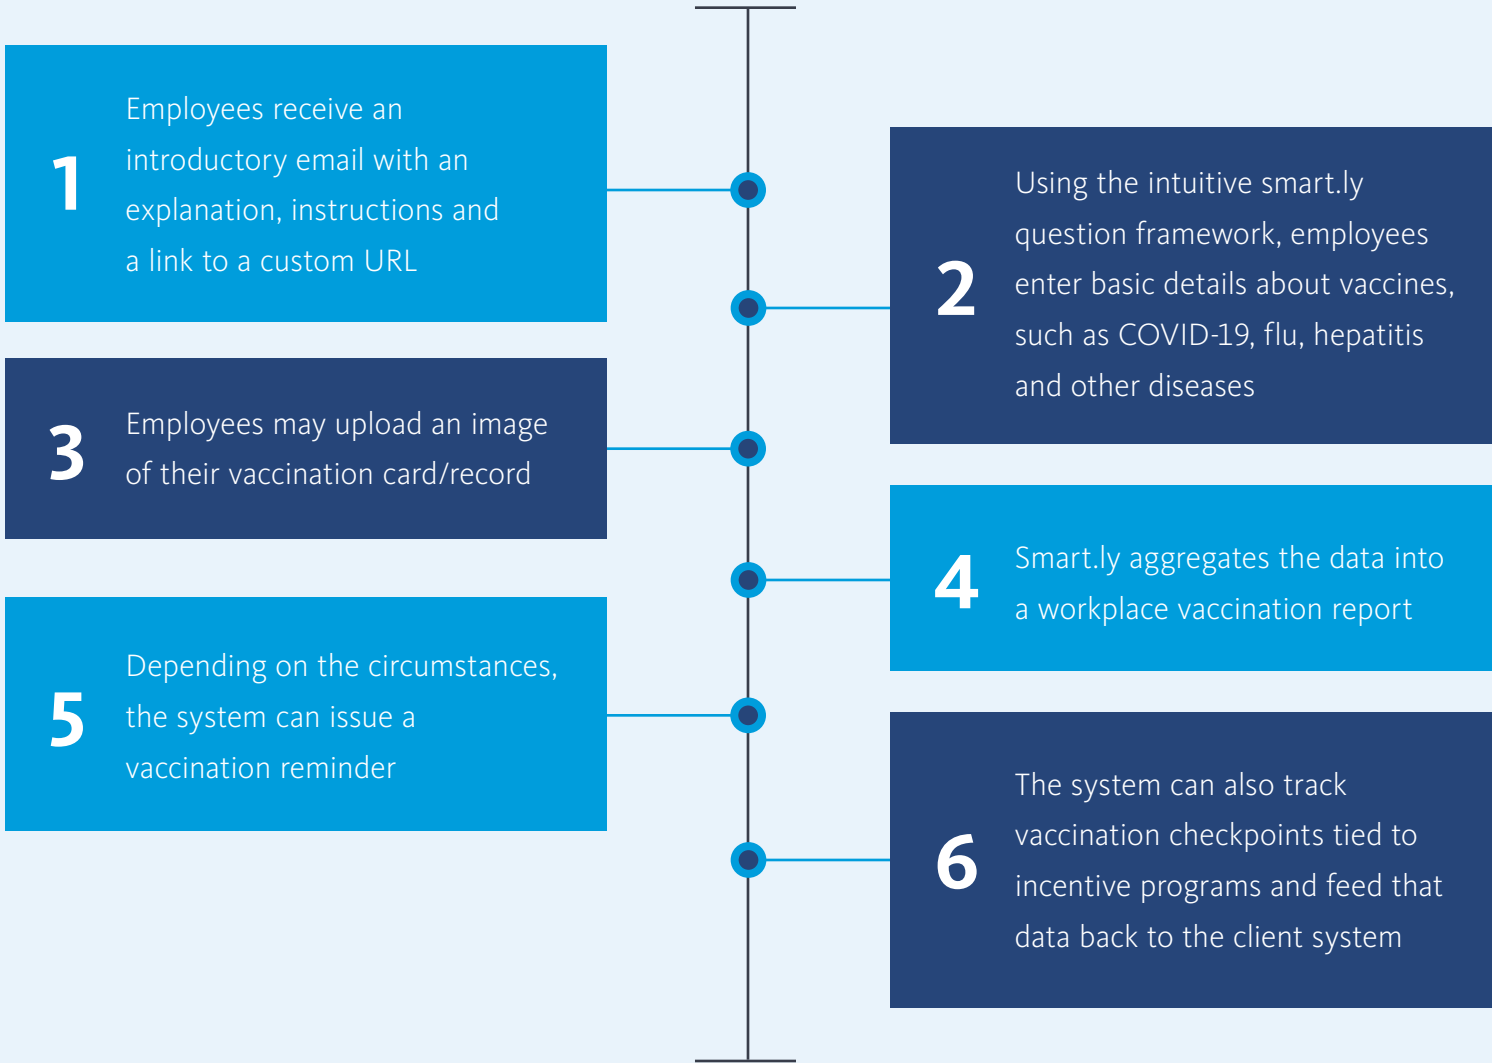 1
Employees receive an
introductory email with an
explanation, instructions and
a link to a custom URL
2
Using the intuitive smart.ly
question framework, employees
enter basic details about vaccines,
such as COVID-19, flu, hepatitis
and other diseases
3
Employees may upload an image
of their vaccination card/record
4
Smart.ly aggregates the data into
a workplace vaccination report
5
Depending on the circumstances,
the system can issue a
vaccination reminder
6
The system can also track
vaccination checkpoints tied to
incentive programs and feed that
data back to the client system